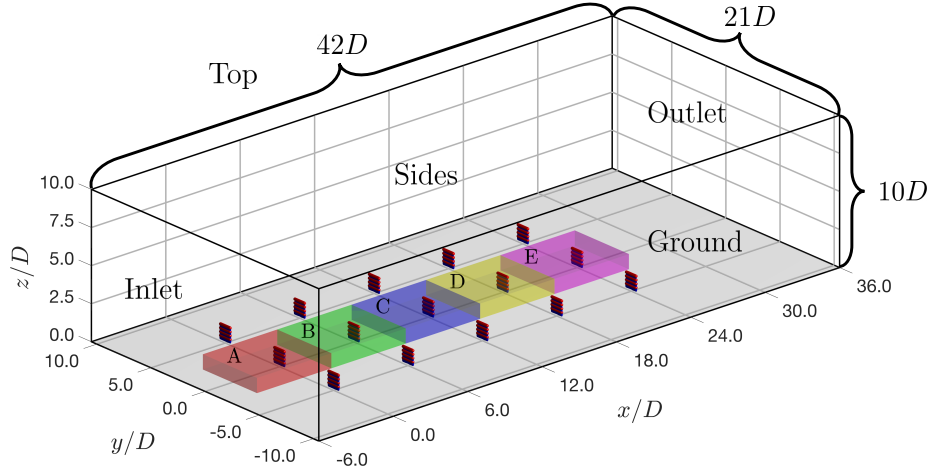 21D
42D
Top
Outlet
Sides
10.0
10D
7.5
z/D
5.0
E
Ground
D
Inlet
2.5
C
36.0
B
0.0
30.0
10.0
A
24.0
5.0
18.0
12.0
0.0
6.0
x/D
-5.0
0.0
y/D
-10.0
-6.0